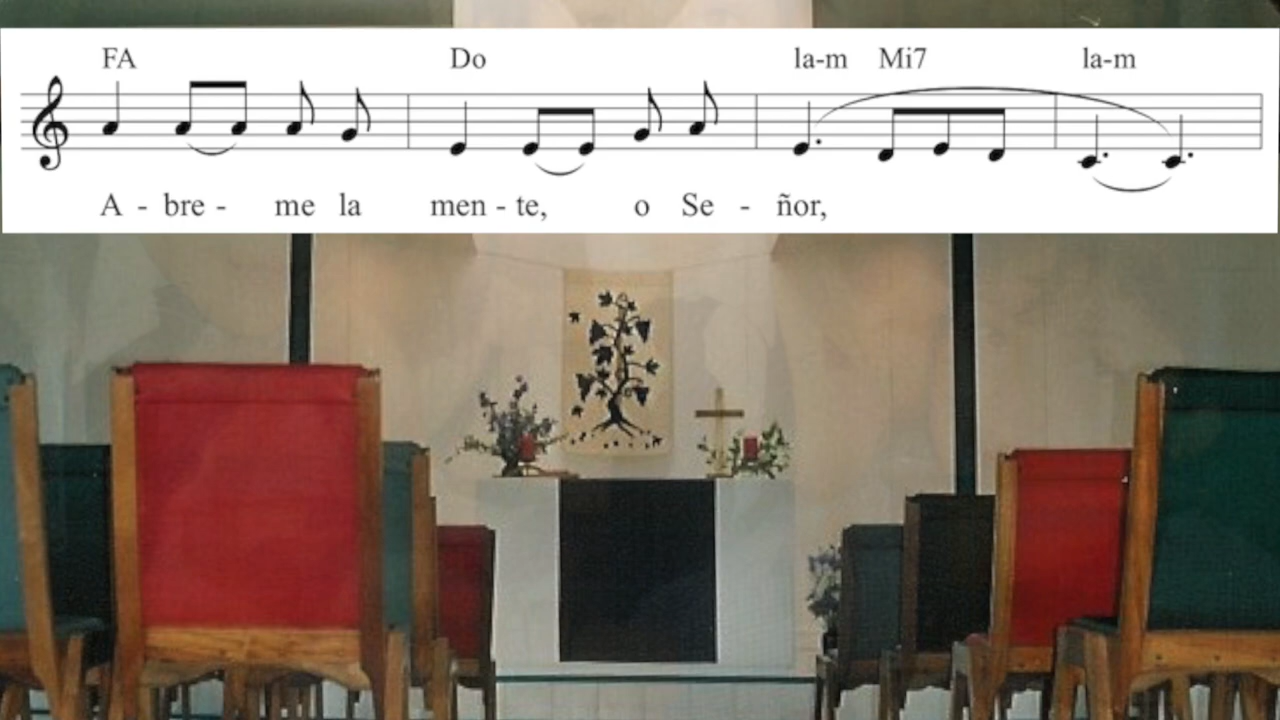 FA Do la-m Mi7 la-m
A - bre - me la men - te, o Se - ñor,